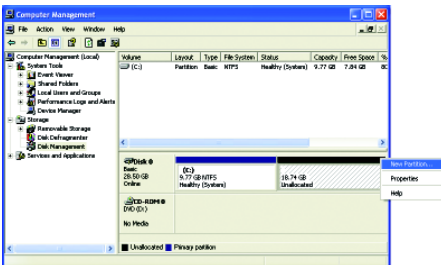 Computer Management
File Action View Window Help
Computer Management (Local)
System Tools
Event Viewer
Shared Folders
Local Users and Groups
Performance Logs and Alerts
Device Manager
Storage
Removable Storage
Disk Defragmenter
Disk Management
Services and Applications
Volume Layout Type File System Status Capacity Free Space %
(C:) Partition Basic NTFS Healthy (System) 9.77 GB 7.84 GB 80
Disk 0
Basic
28.50 GB
Online
(C:)
9.77 GB NTFS
Healthy (System)
18.74 GB
Unallocated
CD-ROM 0
DVD (D:)
No Media
Unallocated Primary partition
New Partition...
Properties
Help